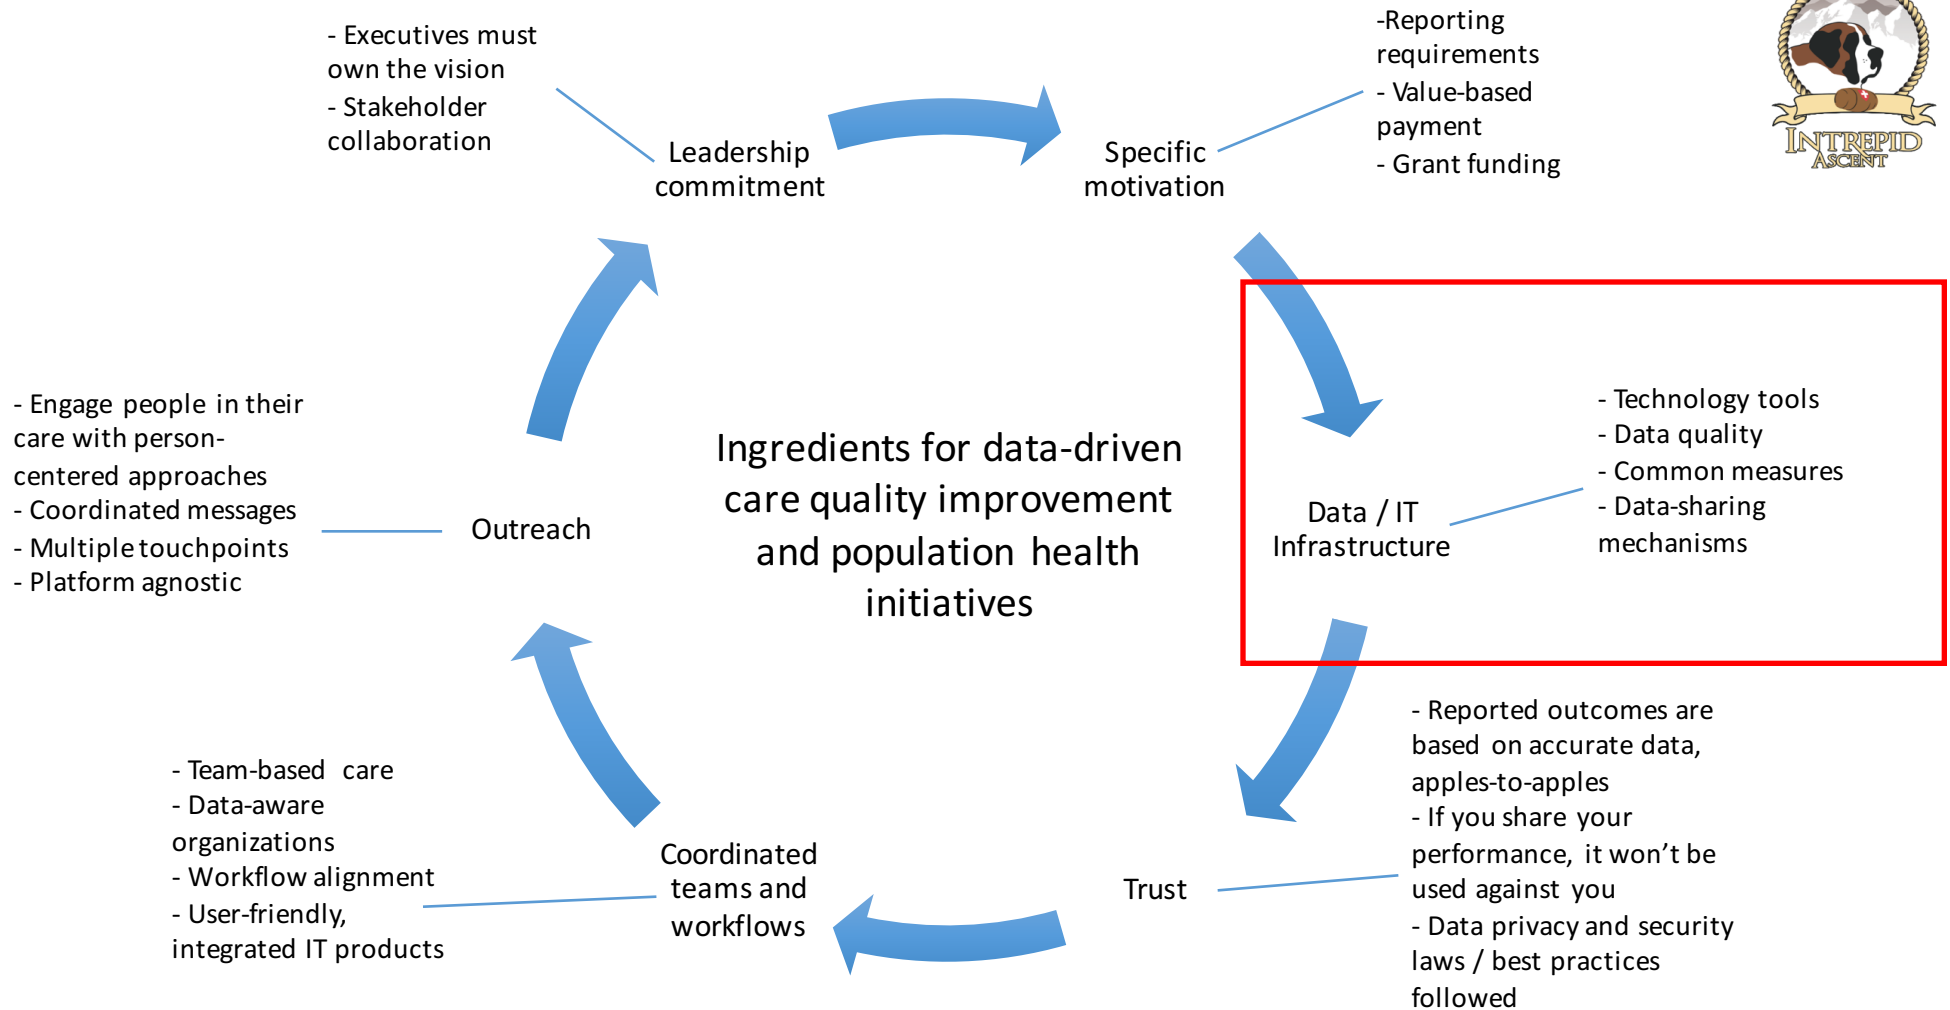 - Executives must
own the vision
- Stakeholder
collaboration
Leadership
commitment
-Reporting
requirements
- Value-based
payment
- Grant funding
Specific
motivation
INTREPID
ASCENT
- Technology tools
- Data quality
- Common measures
- Data-sharing
mechanisms
Data / IT
Infrastructure
Ingredients for data-driven
care quality improvement
and population health
initiatives
- Engage people in their
care with person-
centered approaches
- Coordinated messages
- Multiple touchpoints
- Platform agnostic
Outreach
- Reported outcomes are
based on accurate data,
apples-to-apples
- If you share your
performance, it won’t be
used against you
- Data privacy and security
laws / best practices
followed
Trust
Coordinated
teams and
workflows
- Team-based care
- Data-aware
organizations
- Workflow alignment
- User-friendly,
integrated IT products